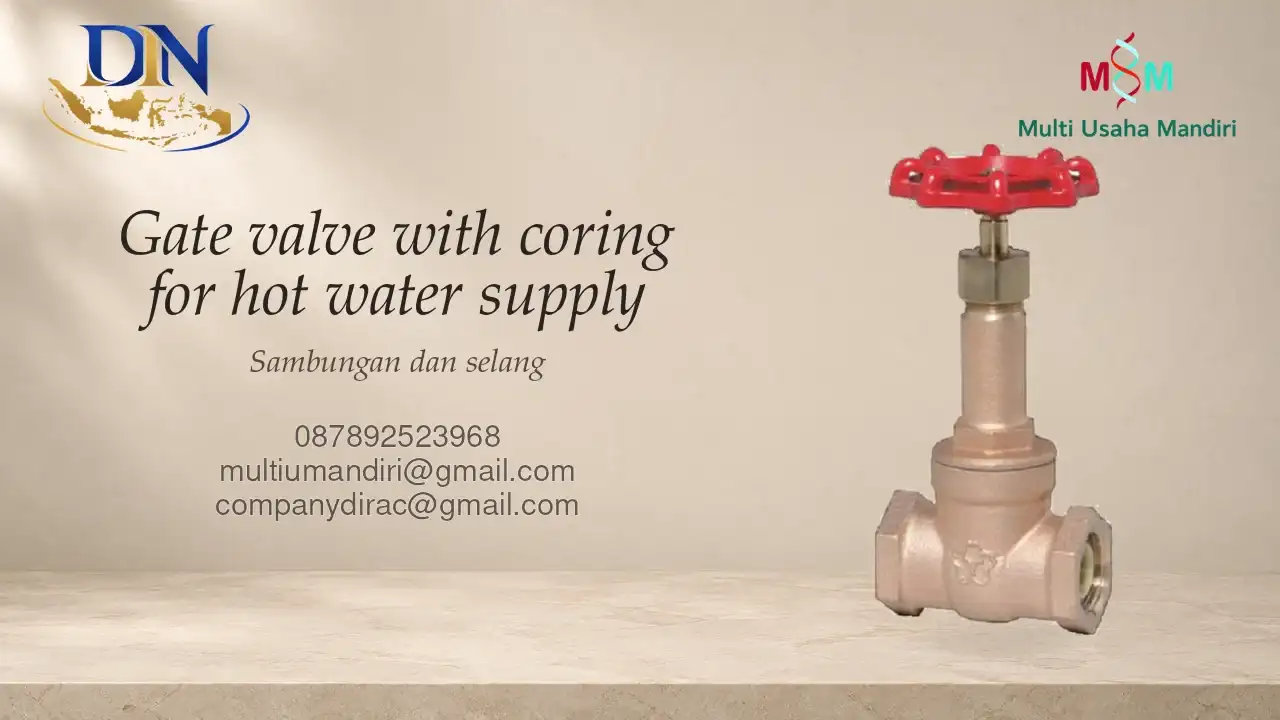 DN
M M
Multi Usaha Mandiri
Gate valve with coring
for hot water supply
Sambungan dan selang
087892523968
multiumandiri@gmail.com
companydirac@gmail.com